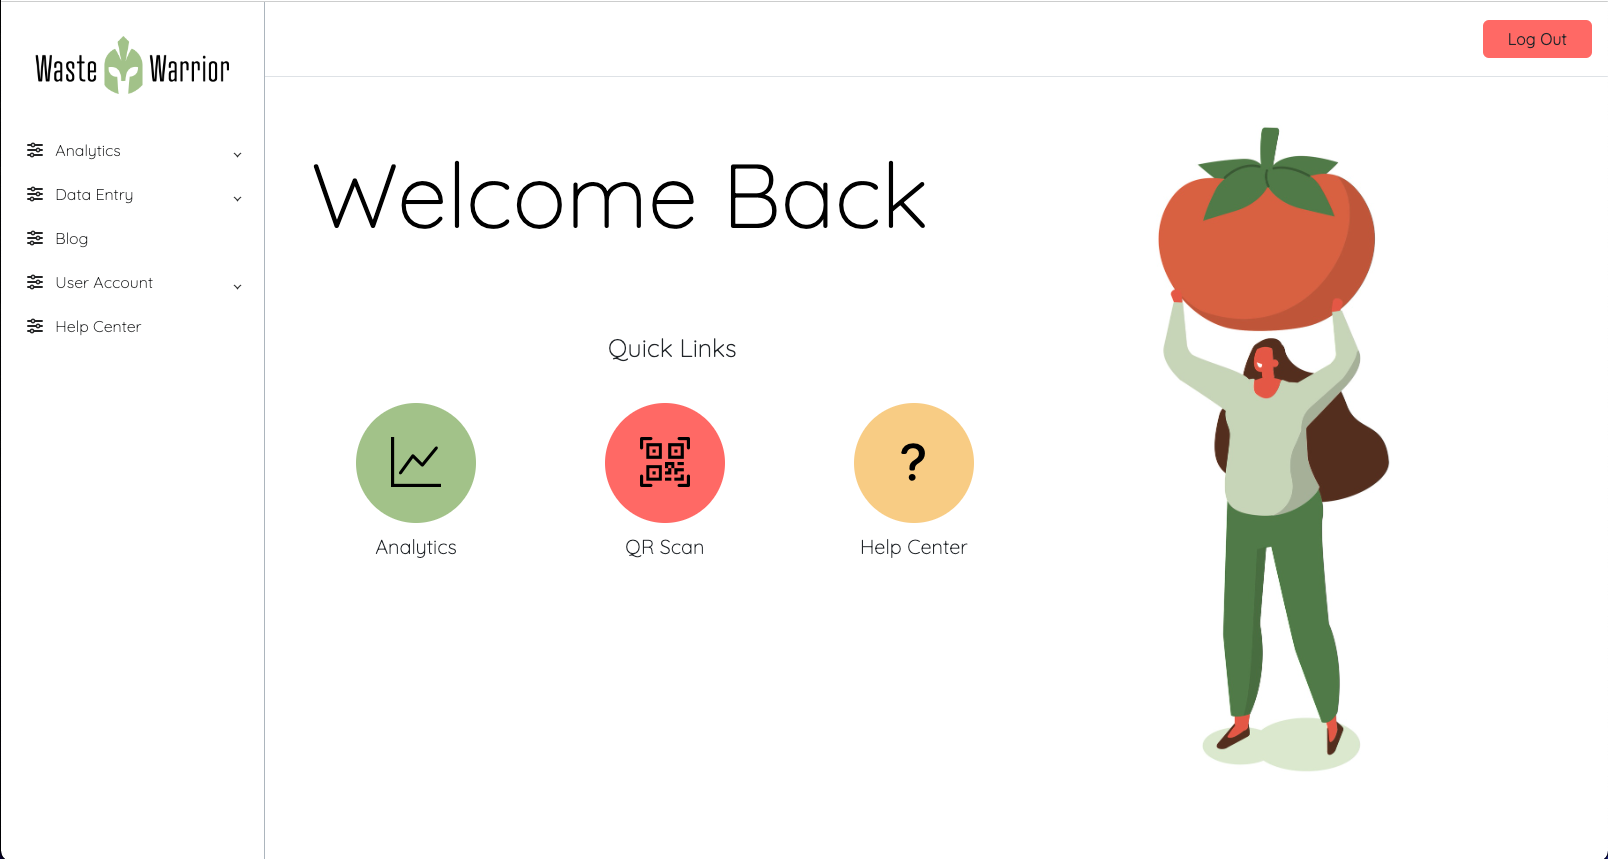 Waste Warrior
Analytics
Data Entry
Blog
User Account
Help Center
Log Out
Welcome Back
Quick Links
Analytics
QR Scan
Help Center